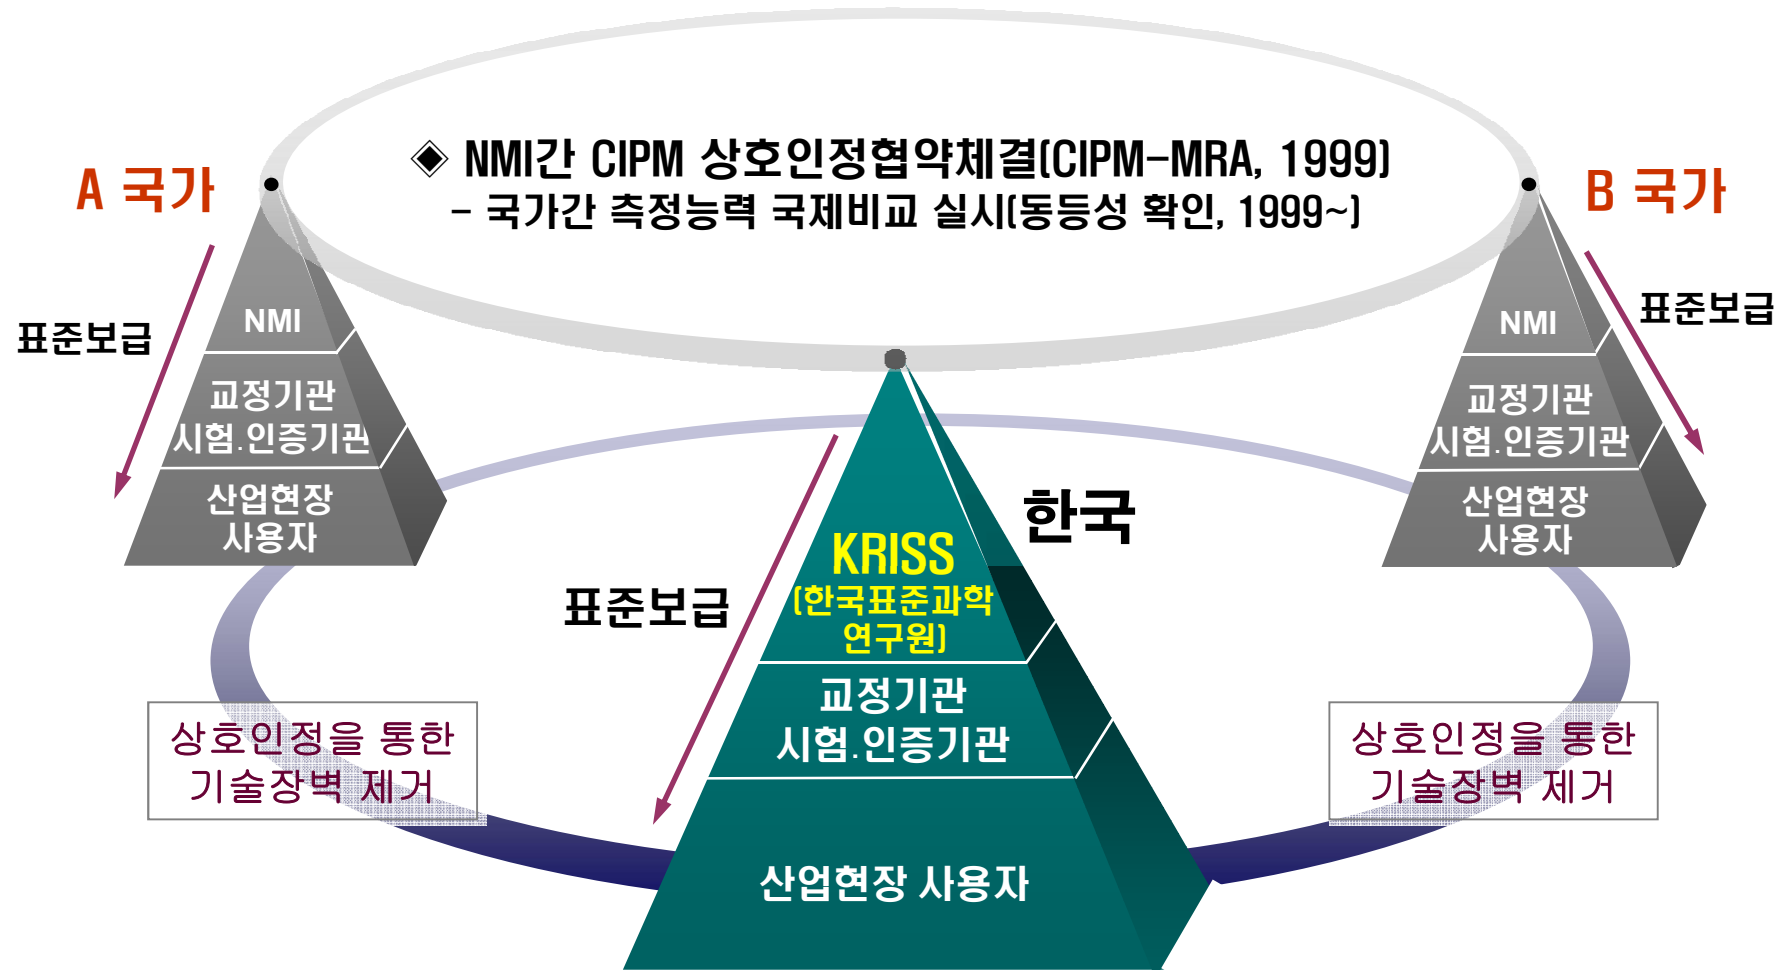 ◈ NMI간 CIPM 상호인정협약체결(CIPM-MRA, 1999)
- 국가간 측정능력 국제비교 실시(동등성 확인, 1999~)
A 국가
표준보급
NMI
교정기관
시험.인증기관
산업현장
사용자
B 국가
표준보급
NMI
교정기관
시험.인증기관
산업현장
사용자
한국
표준보급
KRISS
(한국표준과학
연구원)
교정기관
시험.인증기관
산업현장 사용자
상호인정을 통한
기술장벽 제거
상호인정을 통한
기술장벽 제거